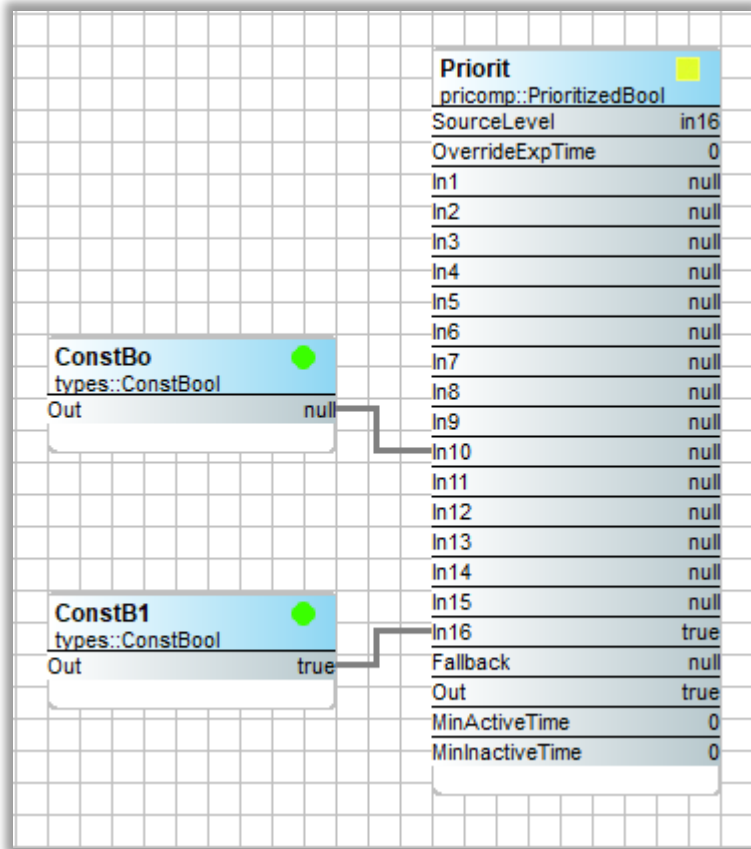 Priorit
pricomp::PrioritizedBool
SourceLevel in16
OverrideExpTime 0
In1 null
In2 null
In3 null
In4 null
In5 null
In6 null
In7 null
In8 null
In9 null
In10 null
In11 null
In12 null
In13 null
In14 null
In15 null
In16 true
Fallback null
Out true
MinActiveTime 0
MinInactiveTime 0
ConstBo
types::ConstBool
Out null
ConstB1
types::ConstBool
Out true